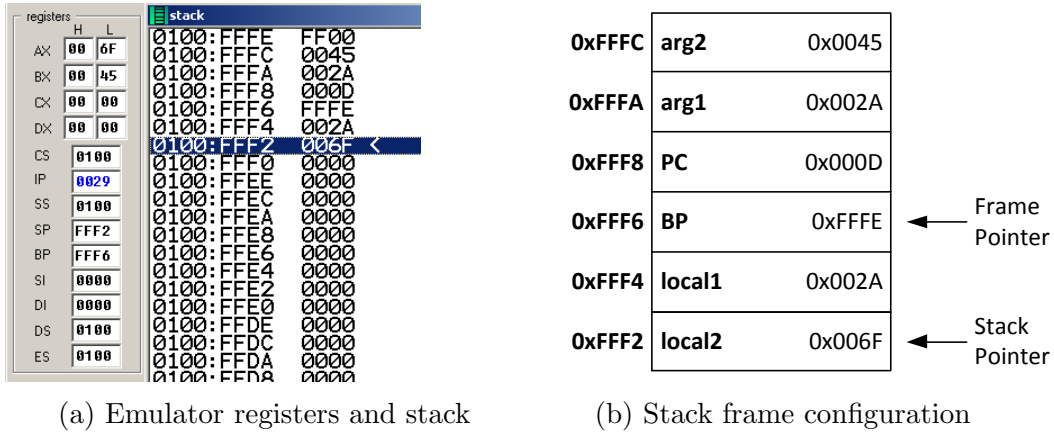 registers
H L
AX 00 6F
BX 00 45
CX 00 00
DX 00 00
CS 0100
IP 0029
SS 0100
SP FFF2
BP FFF6
SI 0000
DI 0000
DS 0100
ES 0100
stack
0100:FFFE FF00
0100:FFFC 0045
0100:FFFA 002A
0100:FFF8 000D
0100:FFF6 FFFE
0100:FFF4 002A
0100:FFF2 006F <
0100:FFF0 0000
0100:FFEE 0000
0100:FFEC 0000
0100:FFEA 0000
0100:FFE8 0000
0100:FFE6 0000
0100:FFE4 0000
0100:FFE2 0000
0100:FFE0 0000
0100:FFDE 0000
0100:FFDC 0000
0100:FFDA 0000
0100:FFD8 0000
(a) Emulator registers and stack
0xFFFC arg2 0x0045
0xFFFA arg1 0x002A
0xFFF8 PC 0x000D
0xFFF6 BP 0xFFFE
Frame
Pointer
0xFFF4 local1 0x002A
0xFFF2 local2 0x006F
Stack
Pointer
(b) Stack frame configuration